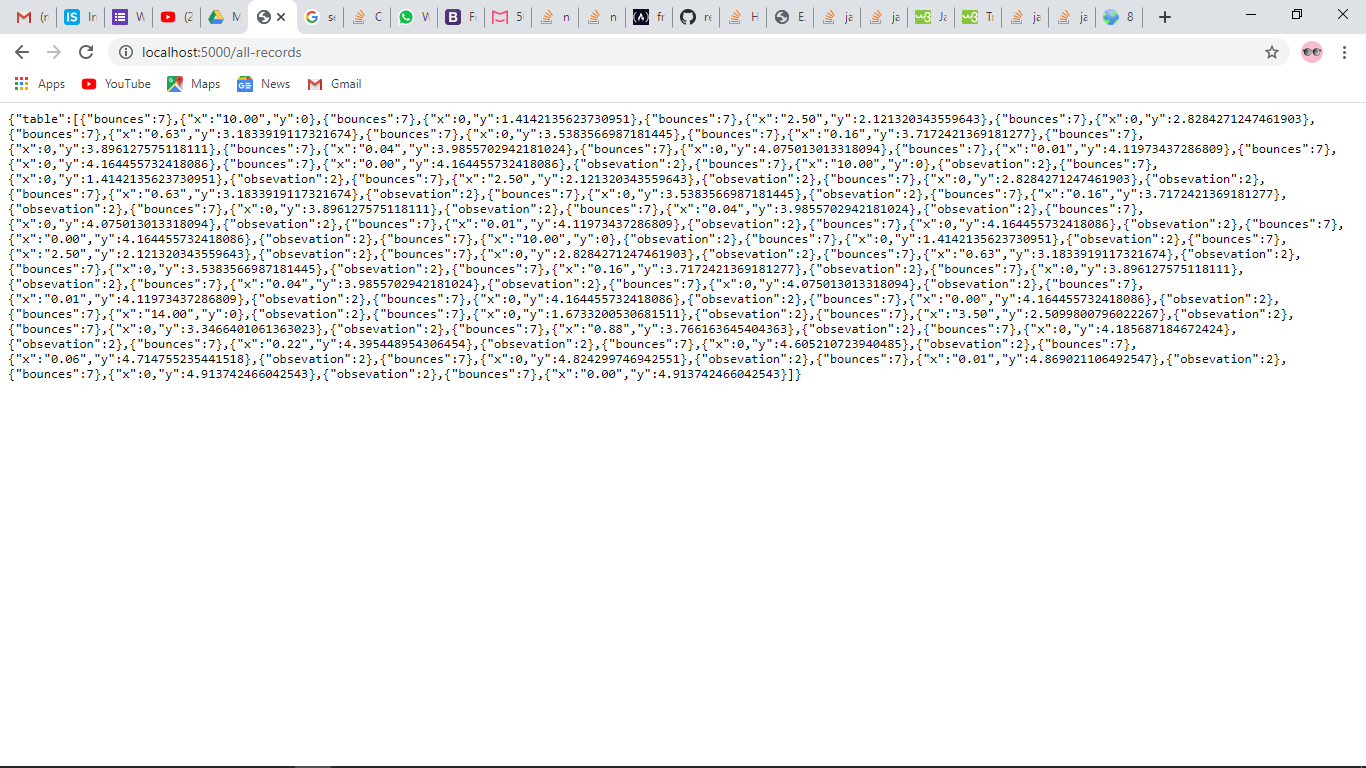 (n
In
W
(2
M
se
C
W
Fr
5(
n
n
fr
re
H
E
ja
ja
Ja
Tr
ja
ja
8
localhost:5000/all-records
Apps YouTube Maps News Gmail
{"table":[{"bounces":7},{"x":"10.00","y":0},{"bounces":7},{"x":0,"y":1.4142135623730951},{"bounces":7},{"x":"2.50","y":2.121320343559643},{"bounces":7},{"x":0,"y":2.8284271247461903},
{"bounces":7},{"x":"0.63","y":3.1833919117321674},{"bounces":7},{"x":0,"y":3.5383566987181445},{"bounces":7},{"x":"0.16","y":3.7172421369181277},{"bounces":7},
{"x":0,"y":3.896127575118111},{"bounces":7},{"x":"0.04","y":3.9855702942181024},{"bounces":7},{"x":0,"y":4.075013013318094},{"bounces":7},{"x":"0.01","y":4.11973437286809},{"bounces":7},
{"x":0,"y":4.164455732418086},{"bounces":7},{"x":"0.00","y":4.164455732418086},{"obsevation":2},{"bounces":7},{"x":"10.00","y":0},{"obsevation":2},{"bounces":7},
{"x":0,"y":1.4142135623730951},{"obsevation":2},{"bounces":7},{"x":"2.50","y":2.121320343559643},{"obsevation":2},{"bounces":7},{"x":0,"y":2.8284271247461903},{"obsevation":2},
{"bounces":7},{"x":"0.63","y":3.1833919117321674},{"obsevation":2},{"bounces":7},{"x":0,"y":3.5383566987181445},{"obsevation":2},{"bounces":7},{"x":"0.16","y":3.7172421369181277},
{"obsevation":2},{"bounces":7},{"x":0,"y":3.896127575118111},{"obsevation":2},{"bounces":7},{"x":"0.04","y":3.9855702942181024},{"obsevation":2},{"bounces":7},
{"x":0,"y":4.075013013318094},{"obsevation":2},{"bounces":7},{"x":"0.01","y":4.11973437286809},{"obsevation":2},{"bounces":7},{"x":0,"y":4.164455732418086},{"obsevation":2},{"bounces":7},
{"x":"0.00","y":4.164455732418086},{"obsevation":2},{"bounces":7},{"x":"10.00","y":0},{"obsevation":2},{"bounces":7},{"x":0,"y":1.4142135623730951},{"obsevation":2},{"bounces":7},
{"x":"2.50","y":2.121320343559643},{"obsevation":2},{"bounces":7},{"x":0,"y":2.8284271247461903},{"obsevation":2},{"bounces":7},{"x":"0.63","y":3.1833919117321674},{"obsevation":2},
{"bounces":7},{"x":0,"y":3.5383566987181445},{"obsevation":2},{"bounces":7},{"x":"0.16","y":3.7172421369181277},{"obsevation":2},{"bounces":7},{"x":0,"y":3.896127575118111},
{"obsevation":2},{"bounces":7},{"x":"0.04","y":3.9855702942181024},{"obsevation":2},{"bounces":7},{"x":0,"y":4.075013013318094},{"obsevation":2},{"bounces":7},
{"x":"0.01","y":4.11973437286809},{"obsevation":2},{"bounces":7},{"x":0,"y":4.164455732418086},{"obsevation":2},{"bounces":7},{"x":"0.00","y":4.164455732418086},{"obsevation":2},
{"bounces":7},{"x":"14.00","y":0},{"obsevation":2},{"bounces":7},{"x":0,"y":1.6733200530681511},{"obsevation":2},{"bounces":7},{"x":"3.50","y":2.5099800796022267},{"obsevation":2},
{"bounces":7},{"x":0,"y":3.3466401061363023},{"obsevation":2},{"bounces":7},{"x":"0.88","y":3.766163645404363},{"obsevation":2},{"bounces":7},{"x":0,"y":4.185687184672424},
{"obsevation":2},{"bounces":7},{"x":"0.22","y":4.395448954306454},{"obsevation":2},{"bounces":7},{"x":0,"y":4.605210723940485},{"obsevation":2},{"bounces":7},
{"x":"0.06","y":4.714755235441518},{"obsevation":2},{"bounces":7},{"x":0,"y":4.824299746942551},{"obsevation":2},{"bounces":7},{"x":"0.01","y":4.869021106492547},{"obsevation":2},
{"bounces":7},{"x":0,"y":4.913742466042543},{"obsevation":2},{"bounces":7},{"x":"0.00","y":4.913742466042543}]}